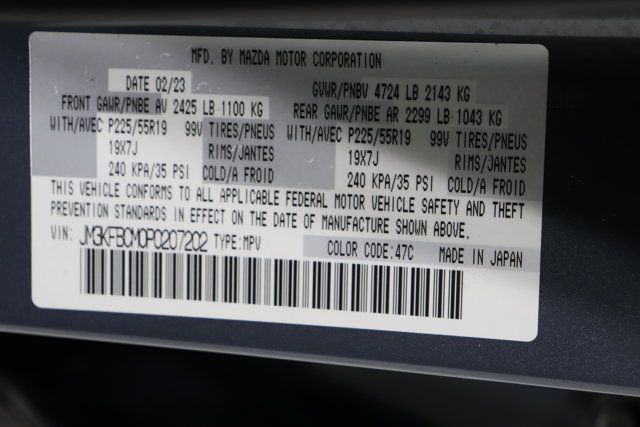 MFD. BY MAZDA MOTOR CORPORATION
DATE 02/23 GVWR/PNBV 4724 LB 2143 KG
FRONT GAWR/PNBE AV 2425 LB 1100 KG REAR GAWR/PNBE AR 2299 LB 1043 KG
WITH/AVEC P225/55R19 99V TIRES/PNEUS WITH/AVEC P225/55R19 99V TIRES/PNEUS
19X7J RIMS/JANTES 19X7J RIMS/JANTES
240 KPA/35 PSI COLD/A FROID 240 KPA/35 PSI COLD/A FROID
THIS VEHICLE CONFORMS TO ALL APPLICABLE FEDERAL MOTOR VEHICLE SAFETY AND THEFT
PREVENTION STANDARDS IN EFFECT ON THE DATE OF MANUFACTURE SHOWN ABOVE.
VIN: JM3KFBCM0P0207202 TYPE:MPV COLOR CODE:47C MADE IN JAPAN